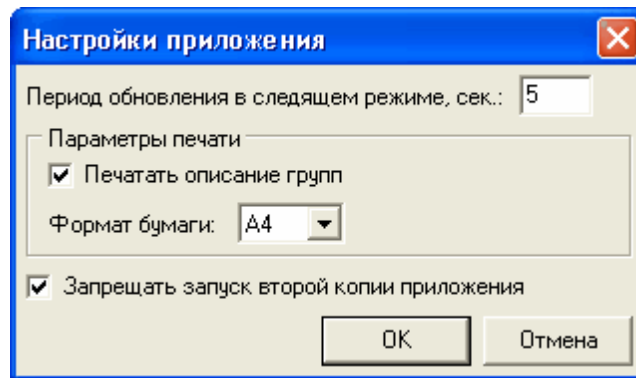 Настройки приложения
Период обновления в следящем режиме, сек.: 5
Параметры печати
Печатать описание групп
Формат бумаги: A4
Запрещать запуск второй копии приложения
OK Отмена